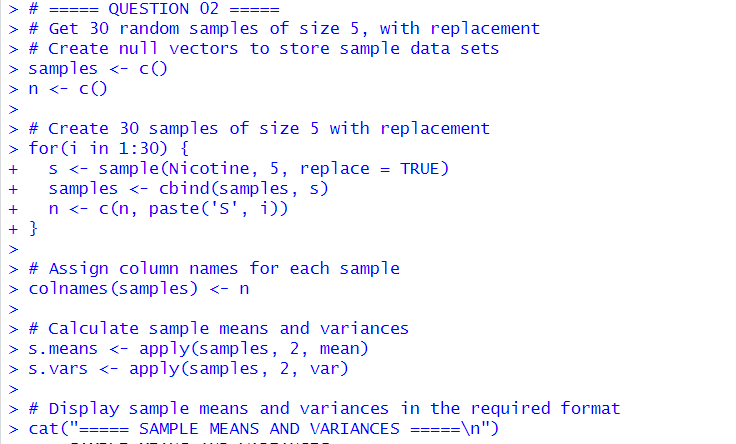 > # ===== QUESTION 02 =====
> # Get 30 random samples of size 5, with replacement
> # Create null vectors to store sample data sets
> samples <- c()
> n <- c()
>
> # Create 30 samples of size 5 with replacement
> for(i in 1:30) {
+   s <- sample(Nicotine, 5, replace = TRUE)
+   samples <- cbind(samples, s)
+   n <- c(n, paste('S', i))
+ }
>
> # Assign column names for each sample
> colnames(samples) <- n
>
> # Calculate sample means and variances
> s.means <- apply(samples, 2, mean)
> s.vars <- apply(samples, 2, var)
>
> # Display sample means and variances in the required format
> cat("===== SAMPLE MEANS AND VARIANCES =====\n")